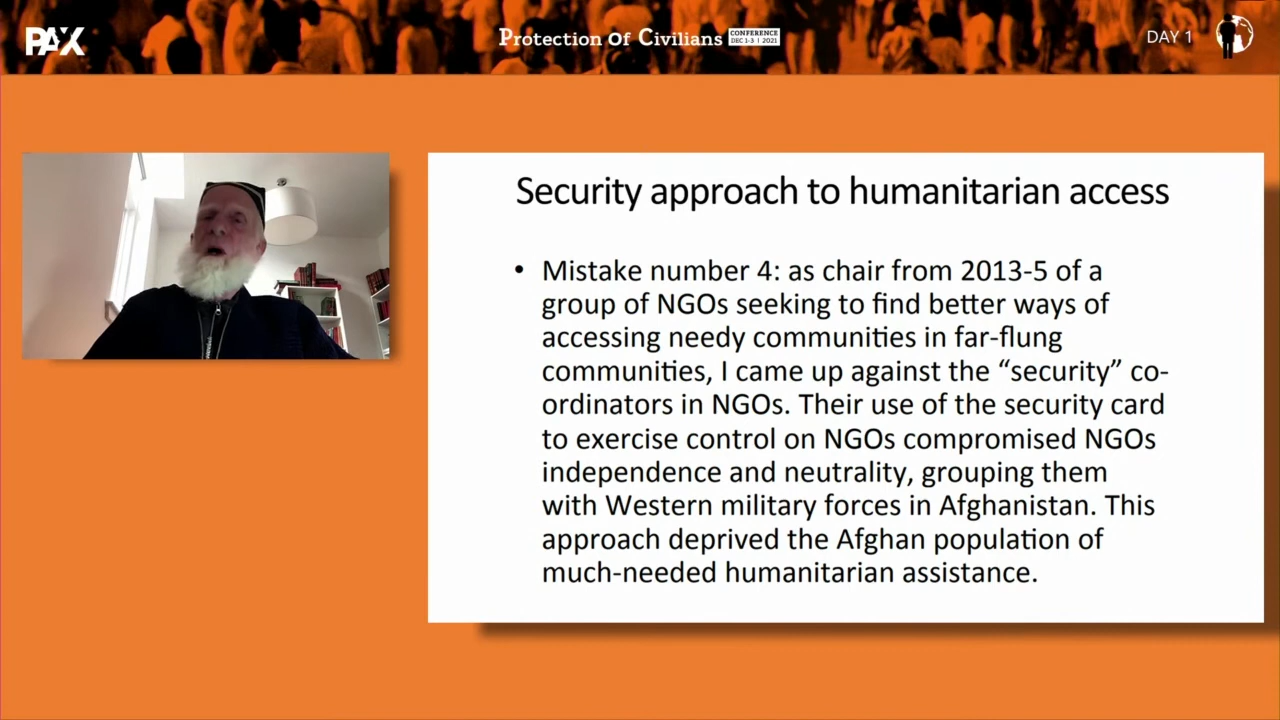 PAX
Protection of Civilians
CONFERENCE
DEC 1-3 | 2021
DAY 1
Security approach to humanitarian access
• Mistake number 4: as chair from 2013-5 of a
group of NGOs seeking to find better ways of
accessing needy communities in far-flung
communities, I came up against the “security” co-
ordinators in NGOs. Their use of the security card
to exercise control on NGOs compromised NGOs
independence and neutrality, grouping them
with Western military forces in Afghanistan. This
approach deprived the Afghan population of
much-needed humanitarian assistance.